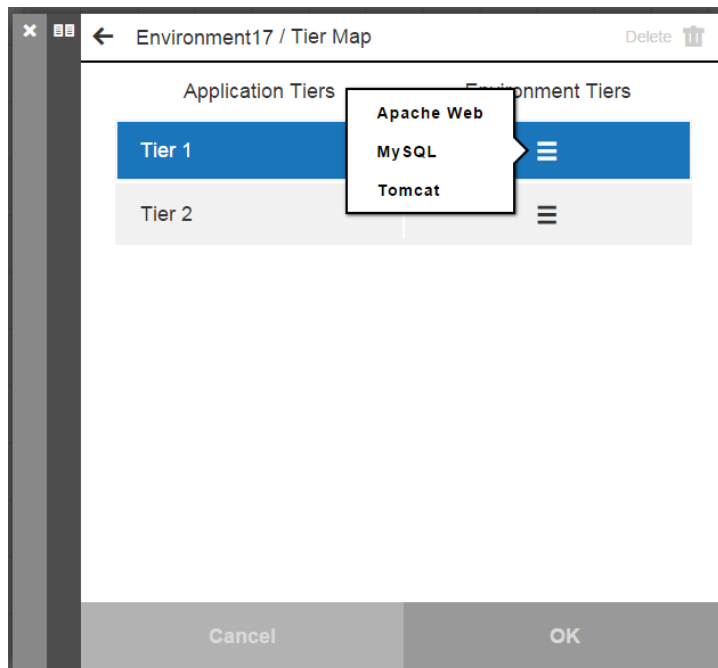 Environment17 / Tier Map
Delete
Application Tiers
Environment Tiers
Tier 1
Apache Web
MySQL
Tomcat
Tier 2
Cancel
OK